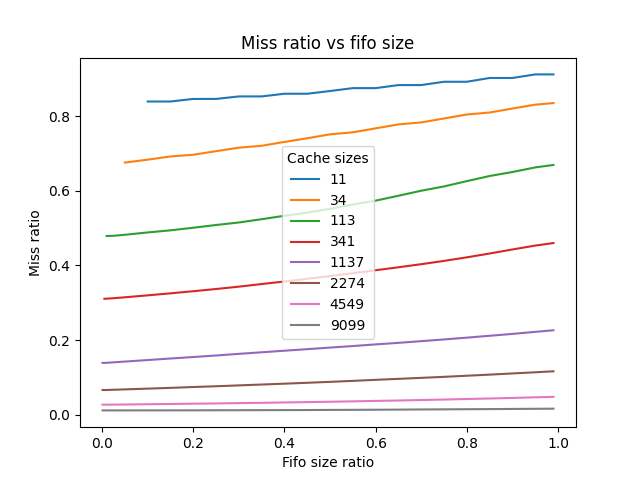 Miss ratio vs fifo size
Miss ratio
0.8
0.6
0.4
0.2
0.0
Cache sizes
11
34
113
341
1137
2274
4549
9099
0.0 0.2 0.4 0.6 0.8 1.0
Fifo size ratio